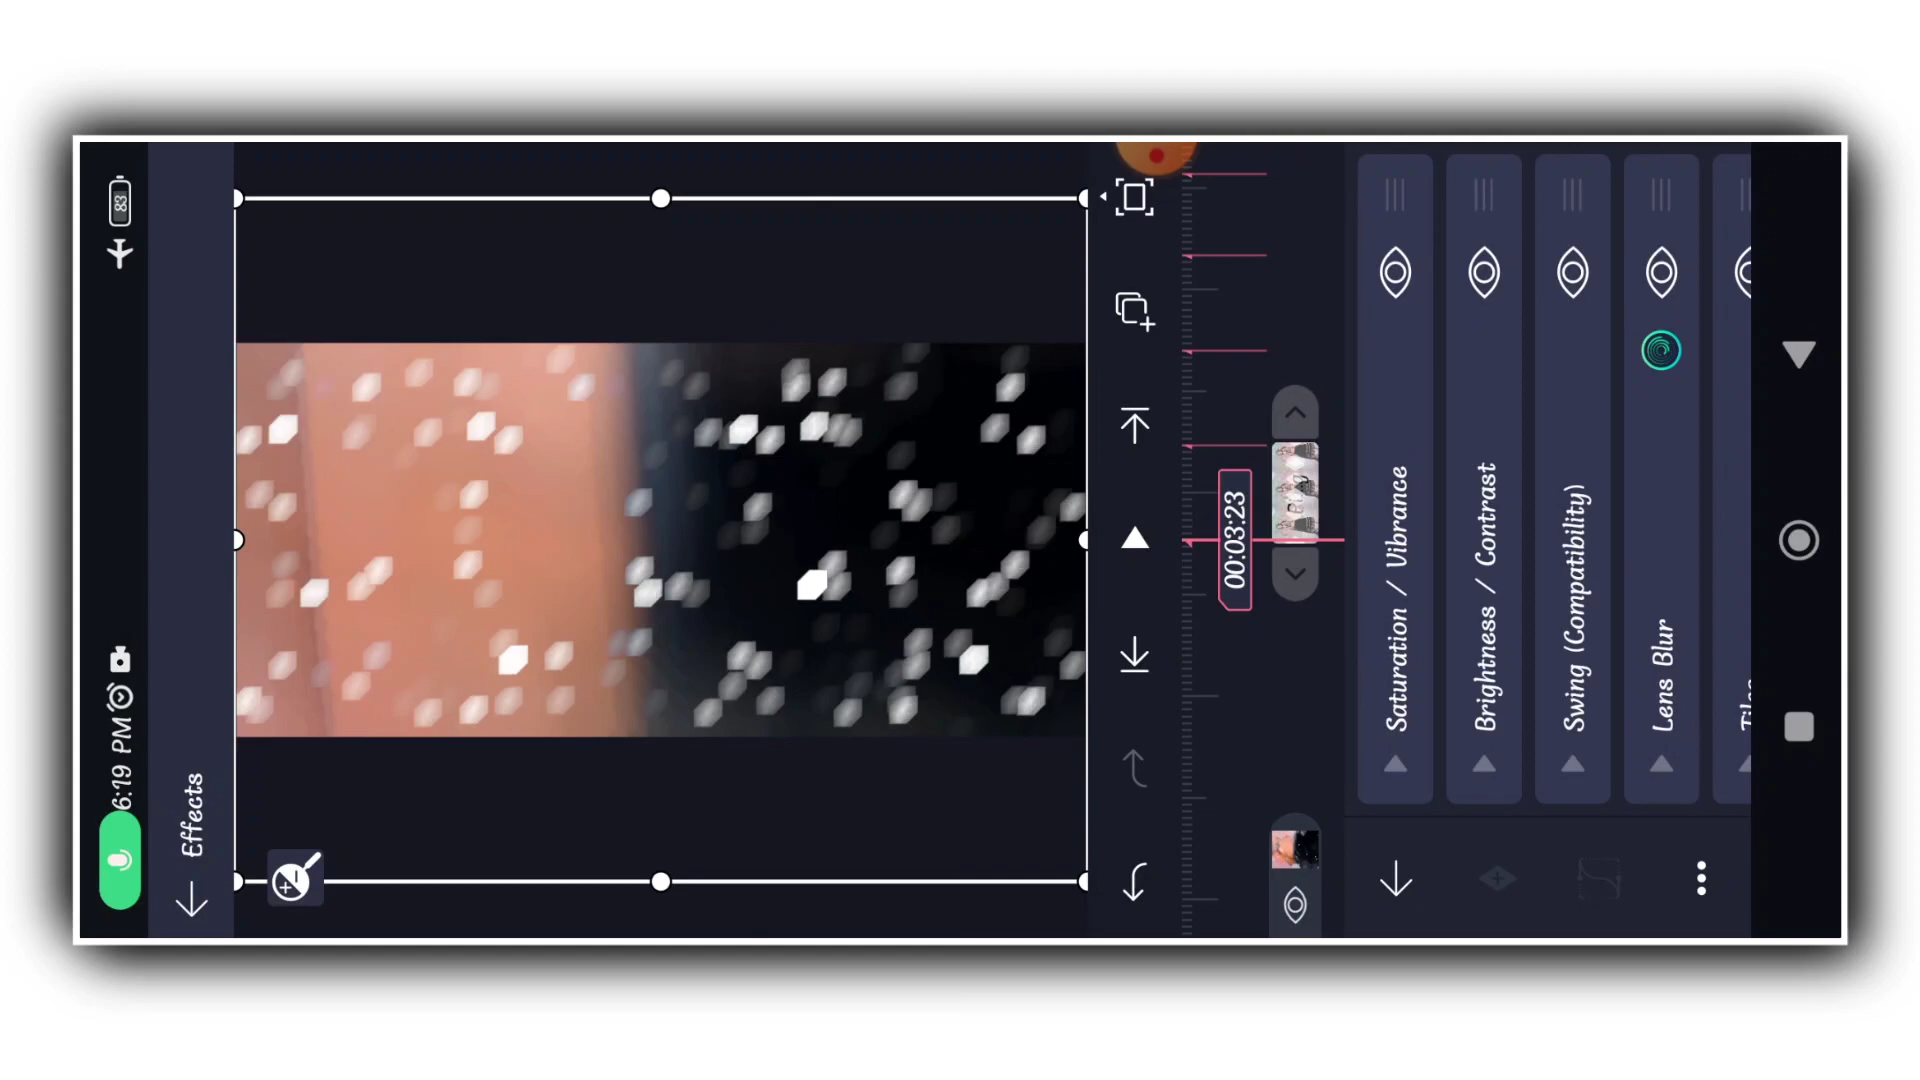 6:19 PM
83
Effects
00:03:23
Saturation / Vibrance
Brightness / Contrast
Swing (Compatibility)
Lens Blur